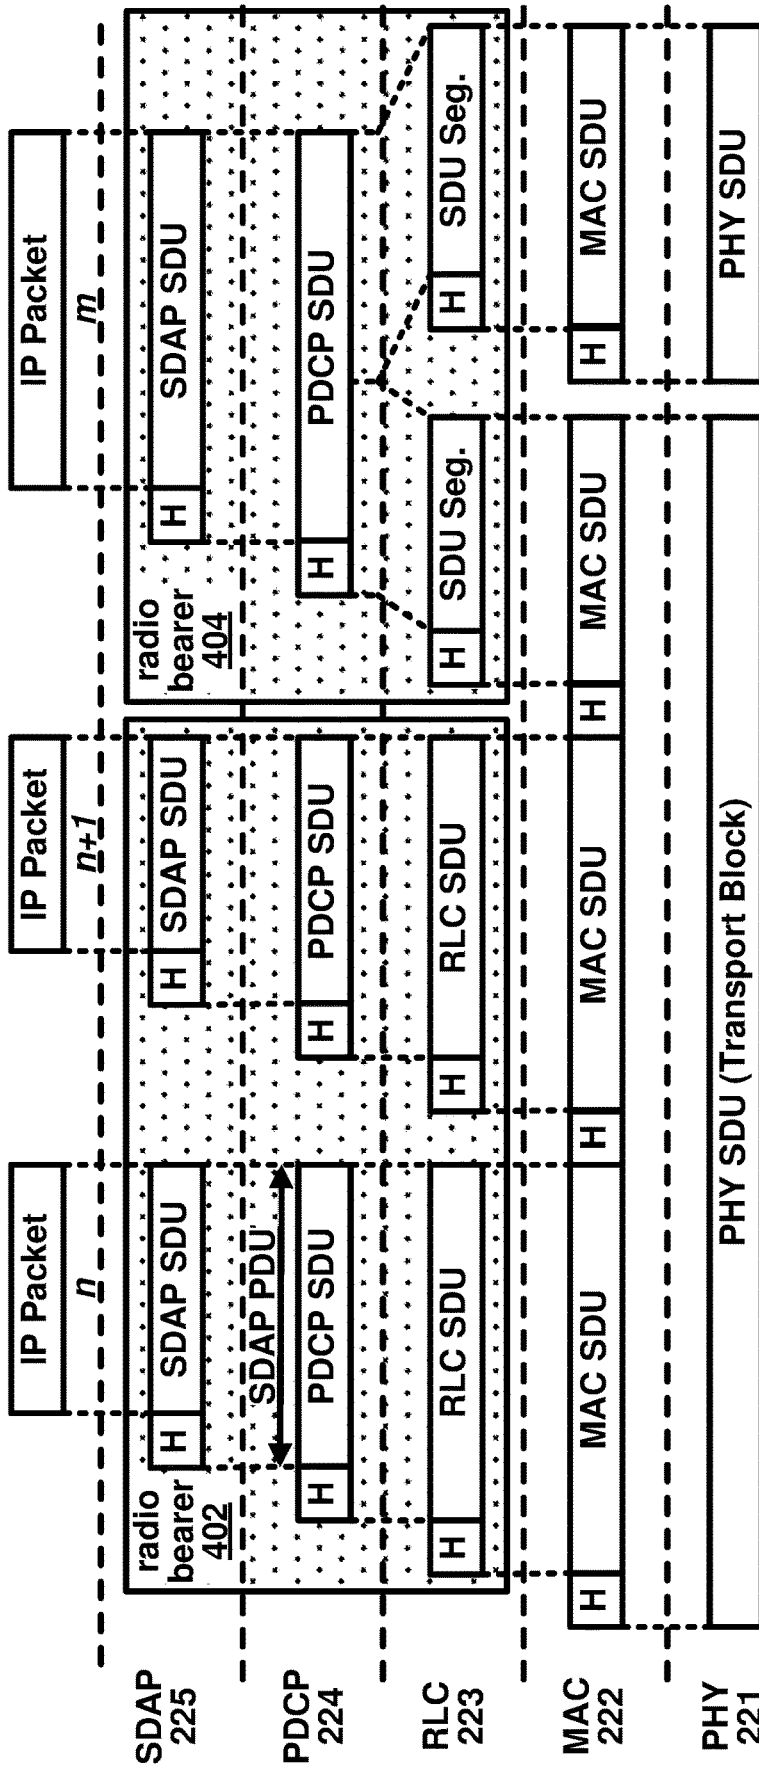 IP Packet
IP Packet
IP Packet
n
n+1
m
SDAP
225
radio
bearer
402
H
SDAP SDU
H
SDAP SDU
radio
bearer
404
H
SDAP SDU
SDAP PDU
PDCP
224
H
PDCP SDU
H
PDCP SDU
H
PDCP SDU
RLC
223
H
RLC SDU
H
RLC SDU
H
SDU Seg.
H
SDU Seg.
MAC
222
H
MAC SDU
H
MAC SDU
H
MAC SDU
H
MAC SDU
PHY
221
PHY SDU (Transport Block)
PHY SDU